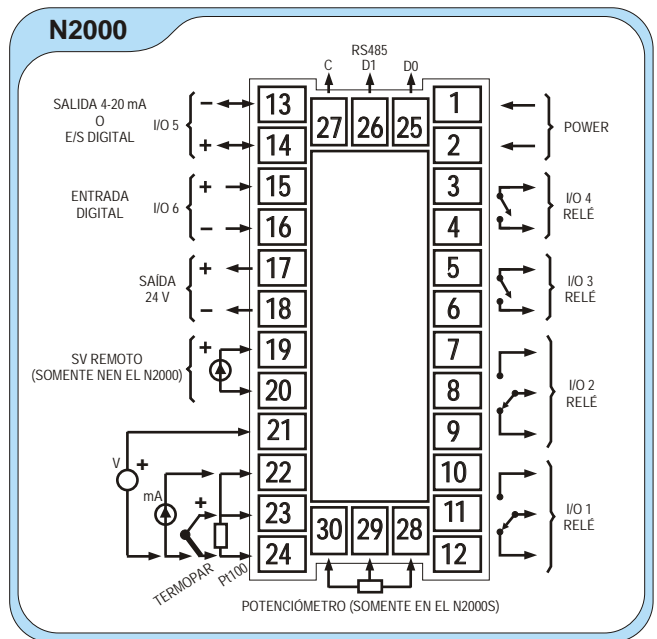 N2000
RS485
C D1 D0
SALIDA 4-20 mA
O
E/S DIGITAL
I/O 5
−
+
13
14
27 26 25
1
2
POWER
ENTRADA
DIGITAL
I/O 6
+
−
15
16
3
4
I/O 4
RELÉ
SAÍDA
24 V
+
−
17
18
5
6
I/O 3
RELÉ
SV REMOTO
(SOMENTE NEN EL N2000)
+
19
20
21
7
8
9
I/O 2
RELÉ
V +
mA
+
22
23
24
TERMOPAR
Pt100
30 29 28
10
11
12
I/O 1
RELÉ
POTENCIÓMETRO (SOMENTE EN EL N2000S)